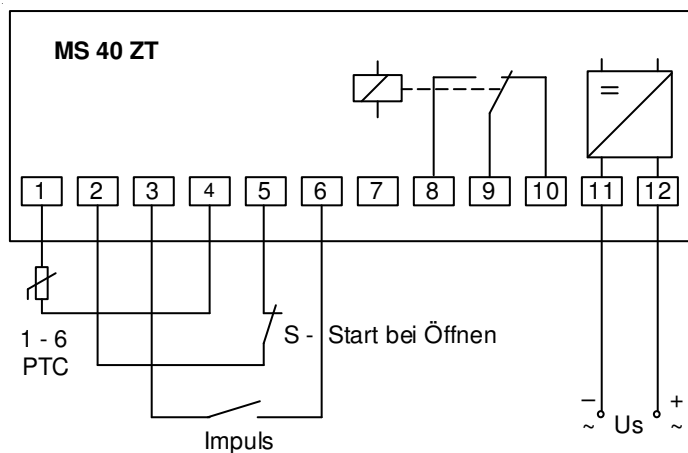 MS 40 ZT
=
1 2 3 4 5 6 7 8 9 10 11 12
S - Start bei Öffnen
1 - 6
PTC
Impuls
– +
~ Us ~